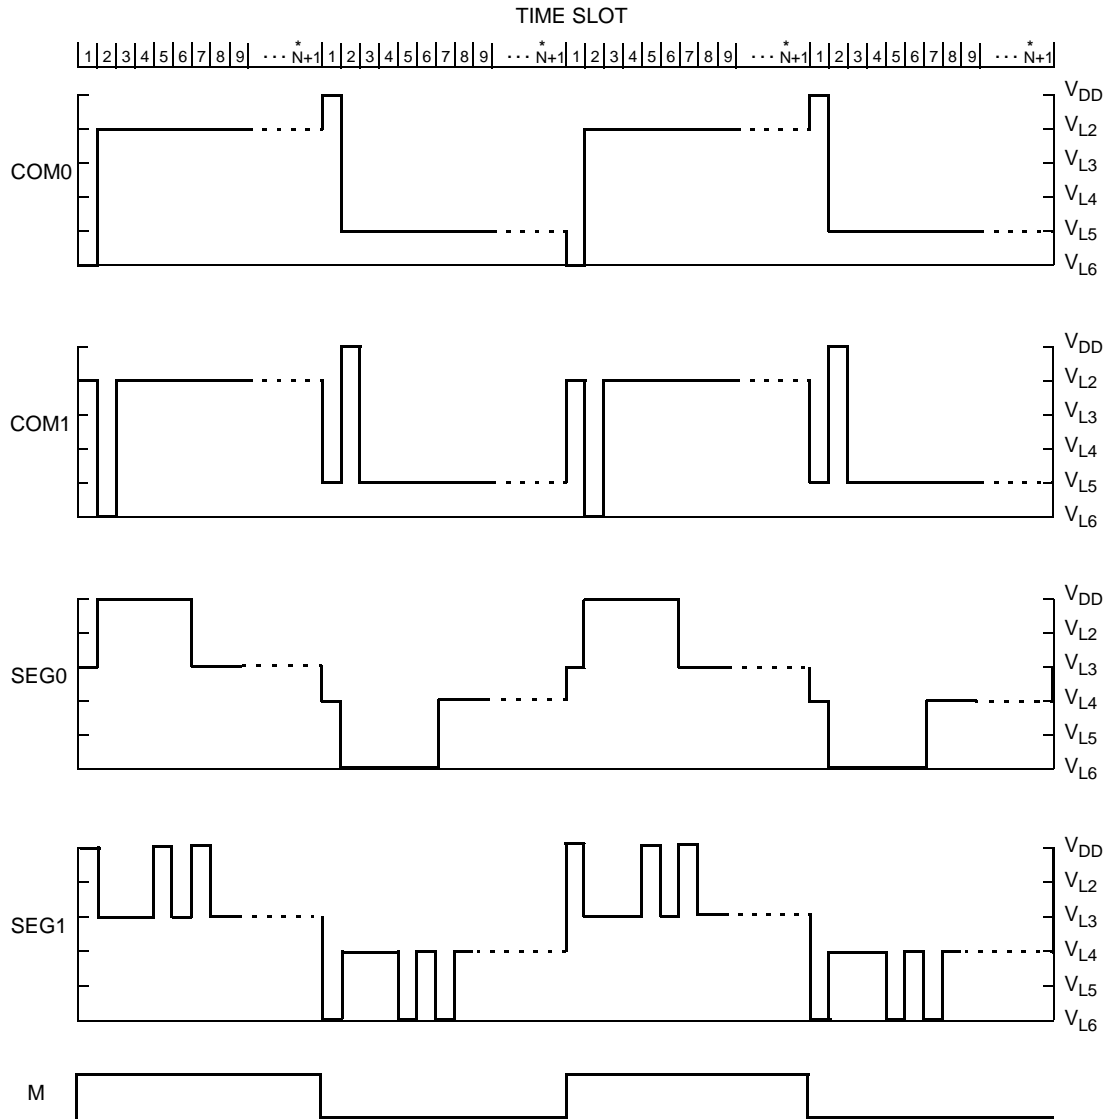 TIME SLOT
1 2 3 4 5 6 7 8 9 ... *N+1 1 2 3 4 5 6 7 8 9 ... *N+1 1 2 3 4 5 6 7 8 9 ... *N+1 1 2 3 4 5 6 7 8 9 ... *N+1
COM0
VDD
VL2
VL3
VL4
VL5
VL6
COM1
VDD
VL2
VL3
VL4
VL5
VL6
SEG0
VDD
VL2
VL3
VL4
VL5
VL6
SEG1
VDD
VL2
VL3
VL4
VL5
VL6
M